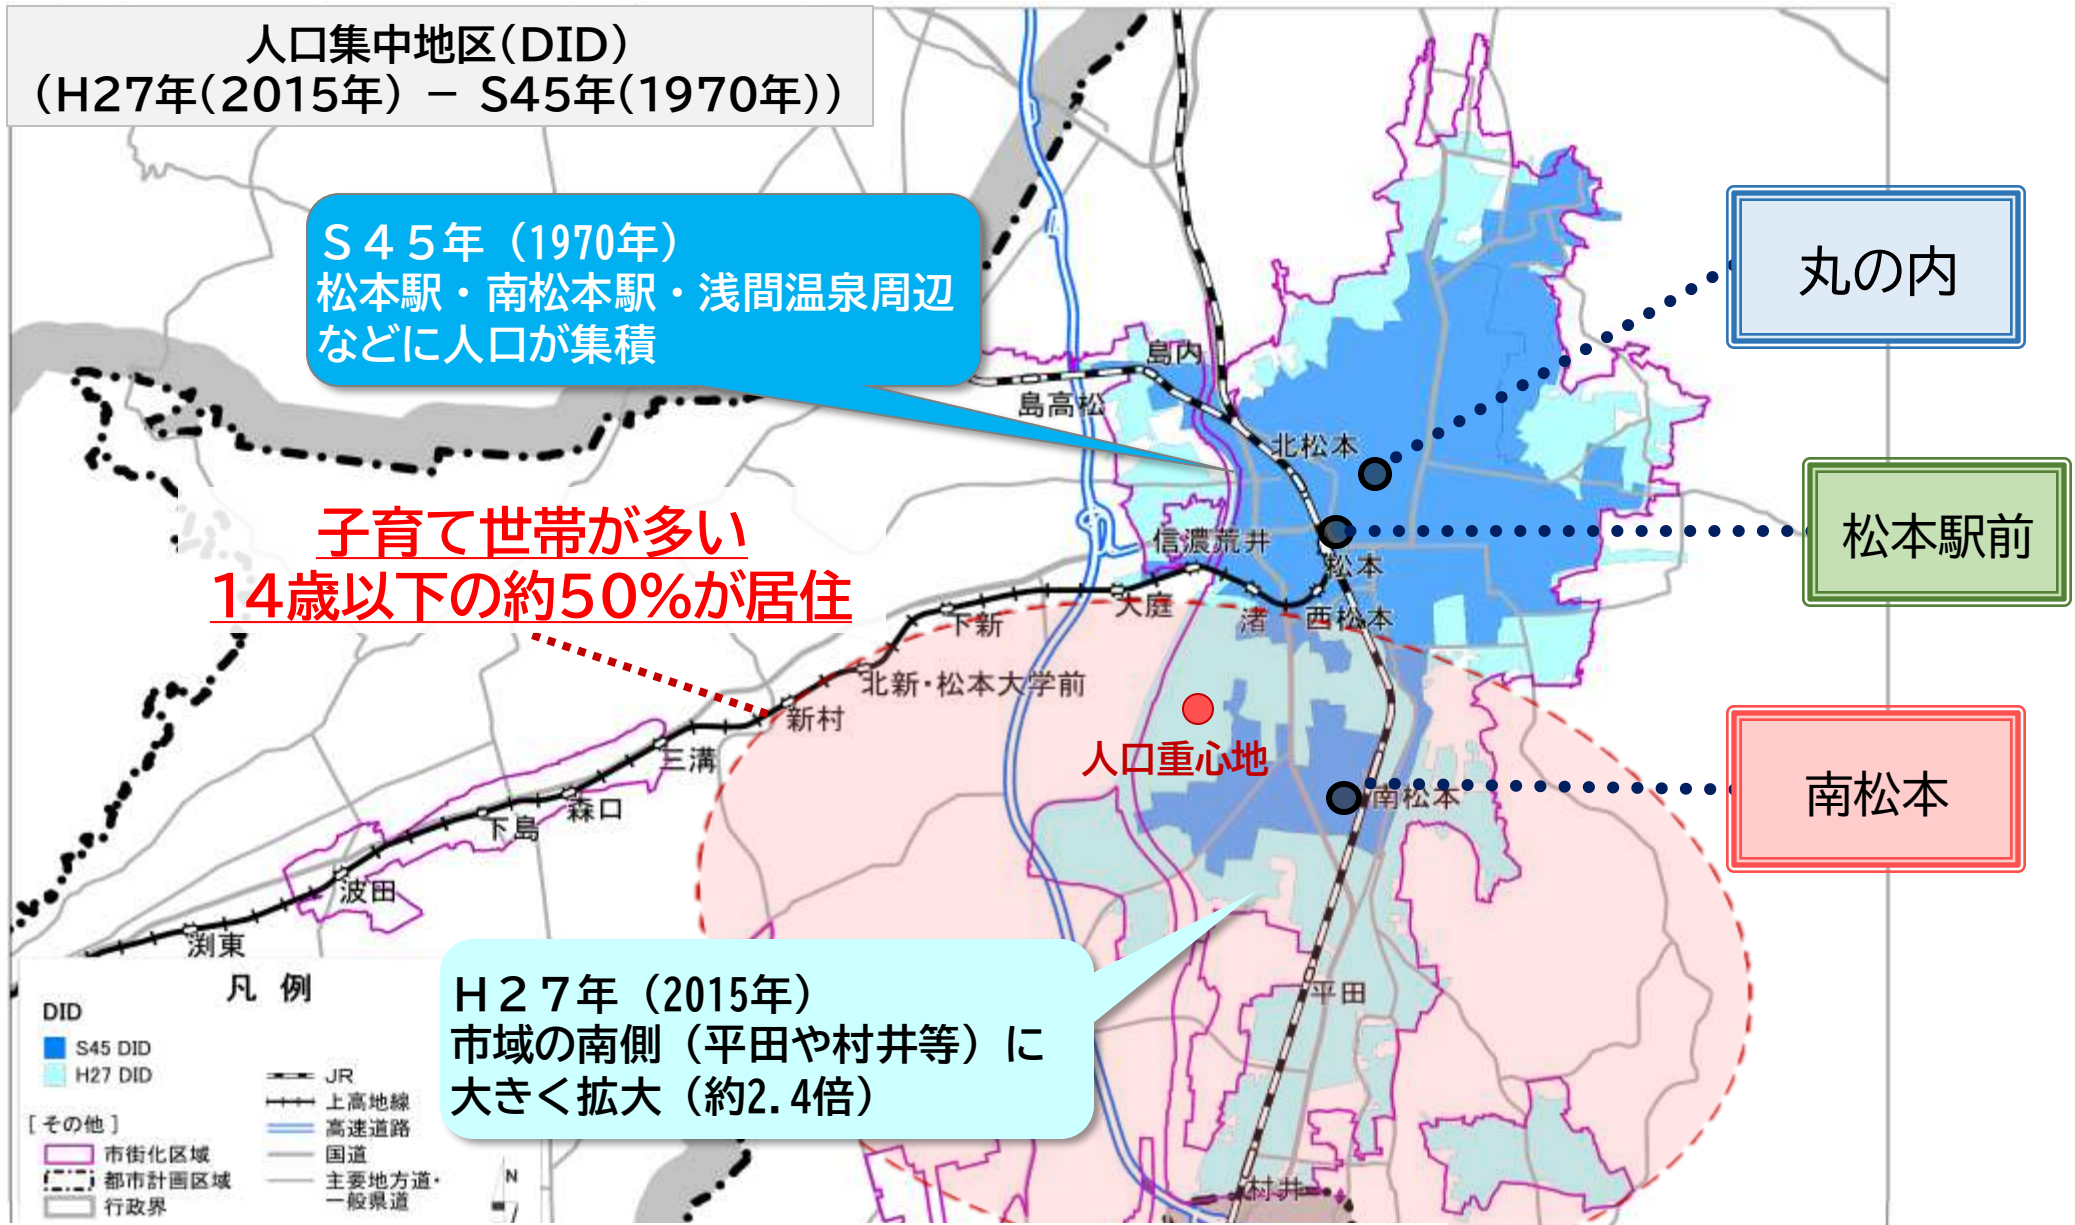 人口集中地区（DID）
（H27年（2015年） － S45年（1970年））
Ｓ４５年（1970年）
松本駅・南松本駅・浅間温泉周辺
などに人口が集積
丸の内
島内
島高松
北松本
子育て世帯が多い
14歳以下の約50％が居住
信濃荒井
松本
松本駅前
大庭
渚
西松本
下新
北新・松本大学前
新村
人口重心地
三溝
南松本
南松本
森口
下島
波田
渕東
Ｈ２７年（2015年）
市域の南側（平田や村井等）に
大きく拡大（約2.4倍）
平田
村井
凡 例
DID
S45 DID
H27 DID
[ その他 ]
市街化区域
都市計画区域
行政界
JR
上高地線
高速道路
国道
主要地方道・
一般県道
N